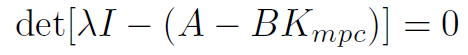 det[λI − (A − BK_{mpc})] = 0